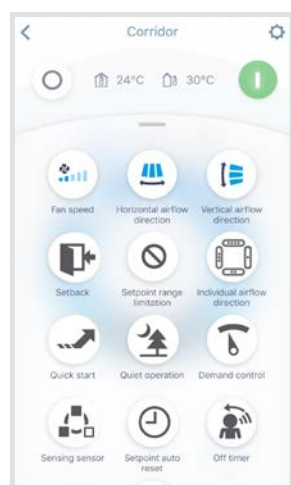 Corridor
24°C 30°C
Fan speed
Horizontal airflow
direction
Vertical airflow
direction
Setback
Setpoint range
limitation
Individual airflow
direction
Quick start
Quiet operation
Demand control
Sensing sensor
Setpoint auto
reset
Off timer